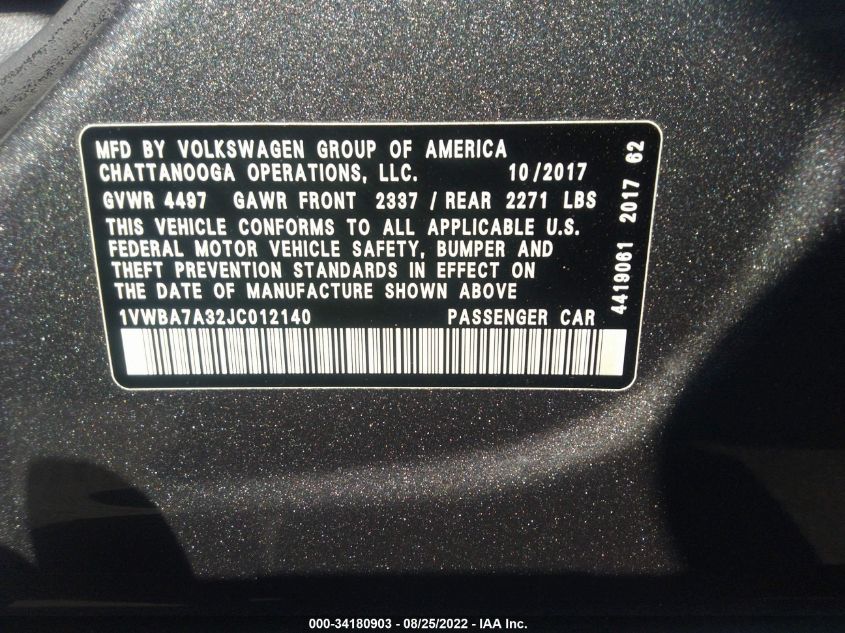 MFD BY VOLKSWAGEN GROUP OF AMERICA
CHATTANOOGA OPERATIONS, LLC. 10/2017
GVWR 4497 GAWR FRONT 2337 / REAR 2271 LBS
THIS VEHICLE CONFORMS TO ALL APPLICABLE U.S.
FEDERAL MOTOR VEHICLE SAFETY, BUMPER AND
THEFT PREVENTION STANDARDS IN EFFECT ON
THE DATE OF MANUFACTURE SHOWN ABOVE
1VWBA7A32JC012140 PASSENGER CAR
4419061 2017 62
000-34180903 - 08/25/2022 - IAA Inc.